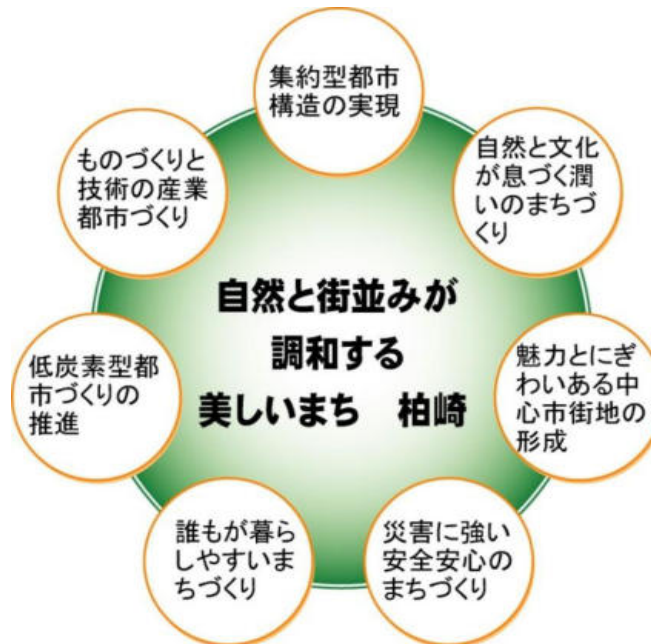 集約型都市
構造の実現
自然と文化
が息づく潤
いのまちづ
くり
魅力とにぎ
わいある中
心市街地の
形成
災害に強い
安全安心の
まちづくり
誰もが暮ら
しやすいま
ちづくり
低炭素型都
市づくりの
推進
ものづくりと
技術の産業
都市づくり
自然と街並みが
調和する
美しいまち　柏崎